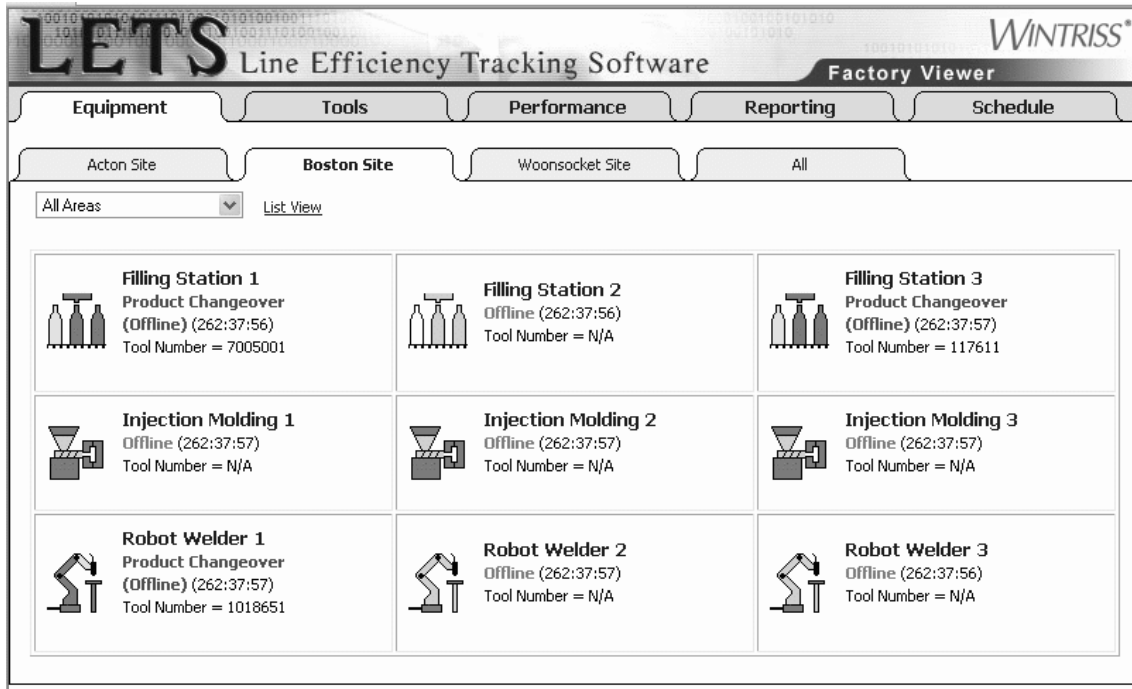 LETS Line Efficiency Tracking Software
WINTRISS®
Factory Viewer
Equipment Tools Performance Reporting Schedule
Acton Site Boston Site Woonsocket Site All
All Areas List View
Filling Station 1
Product Changeover
(Offline) (262:37:56)
Tool Number = 7005001
Filling Station 2
Offline (262:37:56)
Tool Number = N/A
Filling Station 3
Product Changeover
(Offline) (262:37:57)
Tool Number = 117611
Injection Molding 1
Offline (262:37:57)
Tool Number = N/A
Injection Molding 2
Offline (262:37:57)
Tool Number = N/A
Injection Molding 3
Offline (262:37:57)
Tool Number = N/A
Robot Welder 1
Product Changeover
(Offline) (262:37:57)
Tool Number = 1018651
Robot Welder 2
Offline (262:37:57)
Tool Number = N/A
Robot Welder 3
Offline (262:37:56)
Tool Number = N/A